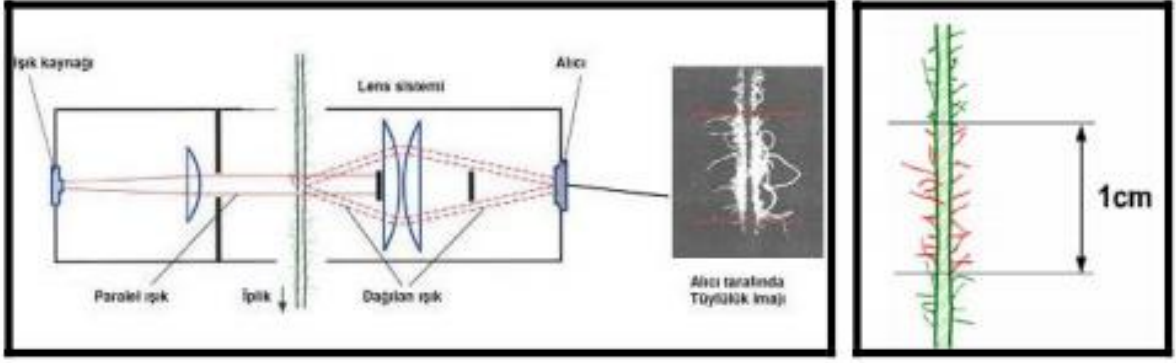 Işık kaynağı
Lens sistemi
Alıcı
Paralel ışık
İplik
Dağılan ışık
Alıcı tarafında
Tüylülük imajı
1cm